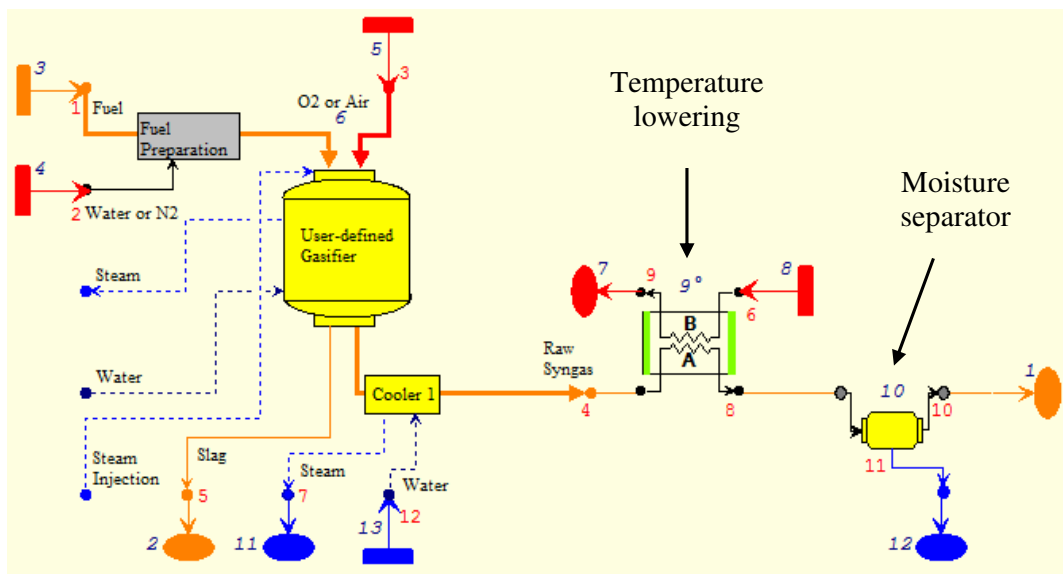 5
3
3
Temperature
lowering
1
Fuel
O2 or Air
6
Fuel
Preparation
4
Moisture
separator
2
Water or N2
User-defined
Gasifier
Steam
7
9
9°
8
B
6
A
Raw
Syngas
1
Water
Cooler 1
4
8
10
10
11
Steam
Injection
Slag
Steam
Water
5
7
12
13
2
11
12